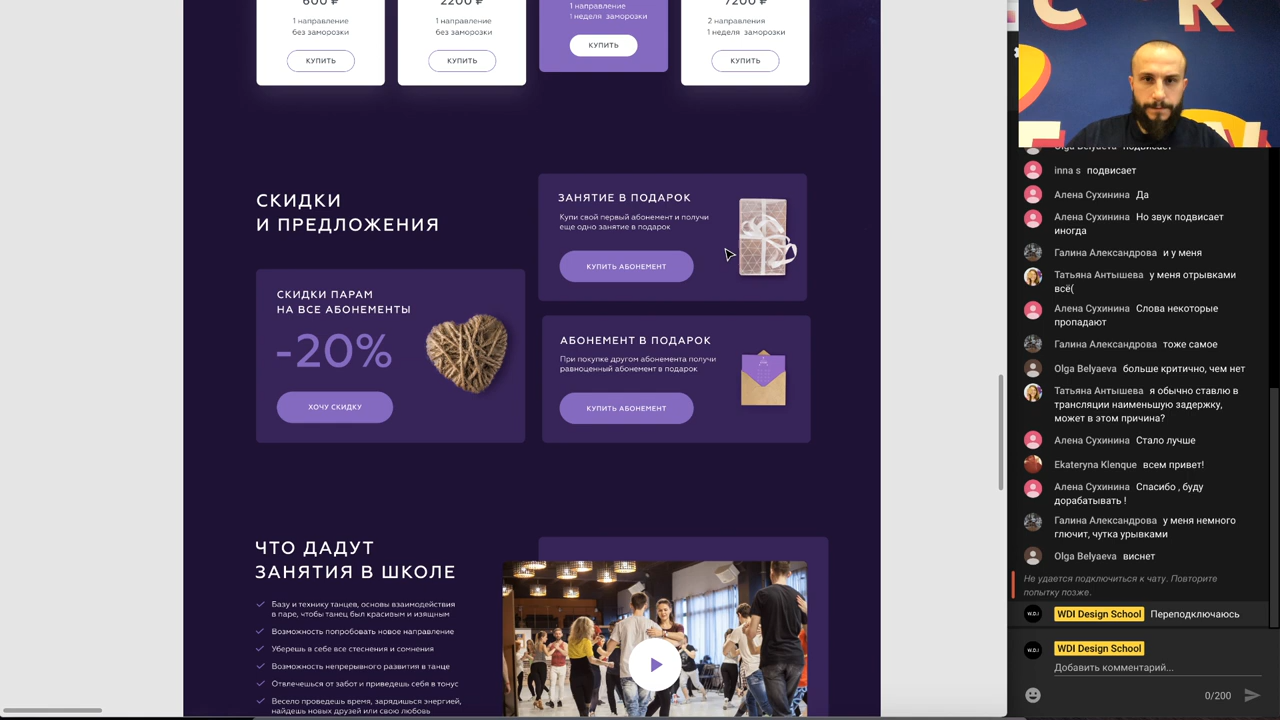 600 ₽
1 направление
без заморозки
КУПИТЬ
2200 ₽
1 направление
без заморозки
КУПИТЬ
1 направление
1 неделя заморозки
КУПИТЬ
7200 ₽
2 направления
1 неделя заморозки
КУПИТЬ
СКИДКИ
И ПРЕДЛОЖЕНИЯ
ЗАНЯТИЕ В ПОДАРОК
Купи свой первый абонемент и получи
еще одно занятие в подарок
КУПИТЬ АБОНЕМЕНТ
СКИДКИ ПАРАМ
НА ВСЕ АБОНЕМЕНТЫ
-20%
ХОЧУ СКИДКУ
АБОНЕМЕНТ В ПОДАРОК
При покупке другом абонемента получи
равноценный абонемент в подарок
КУПИТЬ АБОНЕМЕНТ
ЧТО ДАДУТ
ЗАНЯТИЯ В ШКОЛЕ
Базу и технику танцев, основы взаимодействия
в паре, чтобы танец был красивым и изящным
Возможность попробовать новое направление
Уберешь в себе все стеснения и сомнения
Возможность непрерывного развития в танце
Отвлечешься от забот и приведешь себя в тонус
Весело проведешь время, зарядишься энергией,
найдешь новых друзей или свою любовь
Olga Belyaeva подвисает
inna s подвисает
Алена Сухинина Да
Алена Сухинина Но звук подвисает
иногда
Галина Александрова и у меня
Татьяна Антышева у меня отрывками
всё(
Алена Сухинина Слова некоторые
пропадают
Галина Александрова тоже самое
Olga Belyaeva больше критично, чем нет
Татьяна Антышева я обычно ставлю в
трансляции наименьшую задержку,
может в этом причина?
Алена Сухинина Стало лучше
Ekateryna Klenque всем привет!
Алена Сухинина Спасибо , буду
дорабатывать !
Галина Александрова у меня немного
глючит, чутка урывками
Olga Belyaeva виснет
Не удается подключиться к чату. Повторите
попытку позже.
WDI Design School Переподключаюсь
WDI Design School
Добавить комментарий...
0/200